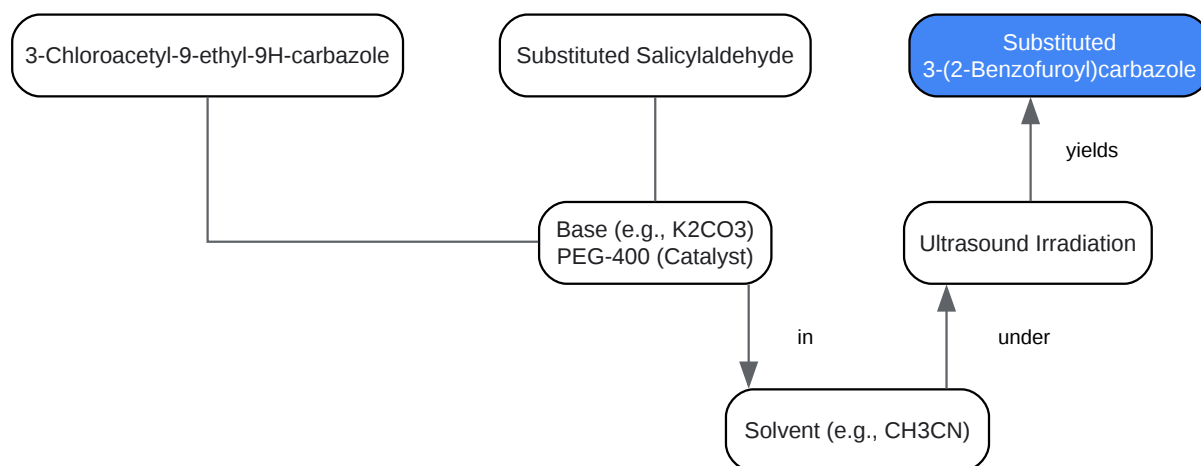 3-Chloroacetyl-9-ethyl-9H-carbazole
Substituted Salicylaldehyde
Substituted
3-(2-Benzofuroyl)carbazole
yields
Base (e.g., K2CO3)
PEG-400 (Catalyst)
Ultrasound Irradiation
in
under
Solvent (e.g., CH3CN)